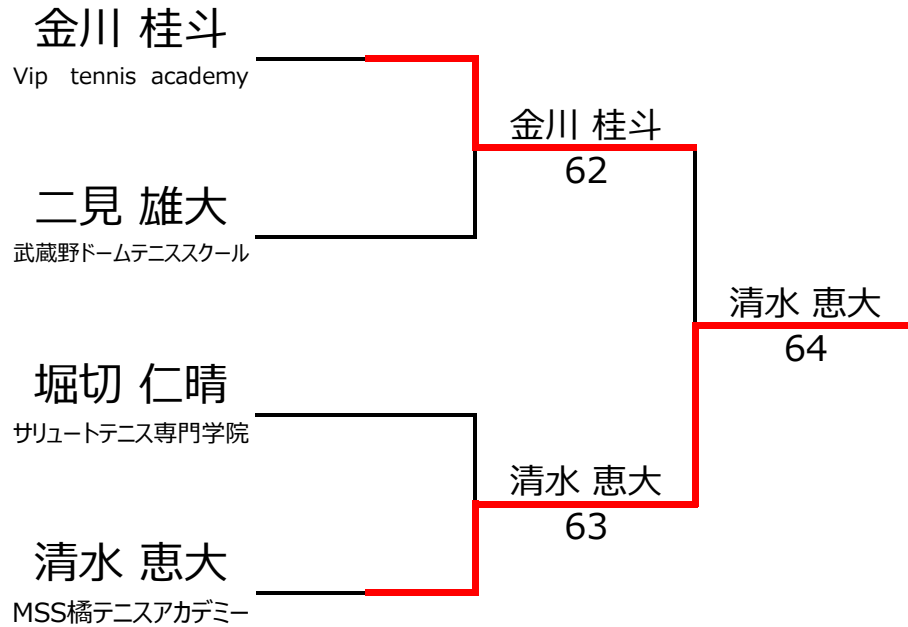 金川 桂斗
Vip tennis academy
金川 桂斗
62
二見 雄大
武蔵野ドームテニススクール
清水 恵大
64
堀切 仁晴
サリュートテニス専門学院
清水 恵大
63
清水 恵大
MSS橘テニスアカデミー